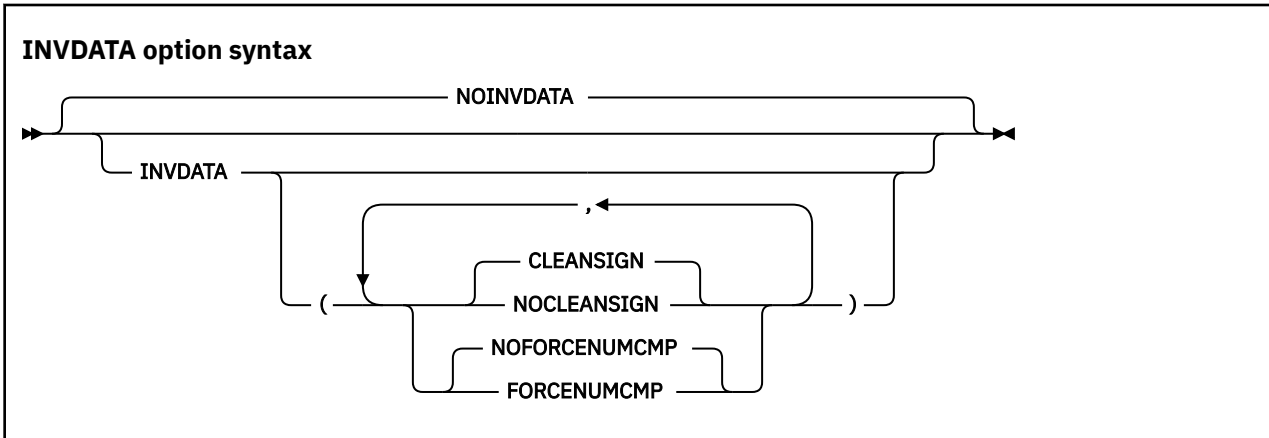 INVDATA option syntax
NOINVDATA
INVDATA
,
CLEANSIGN
( NOCLEANSIGN )
NOFORCENUMCMP
FORCENUMCMP